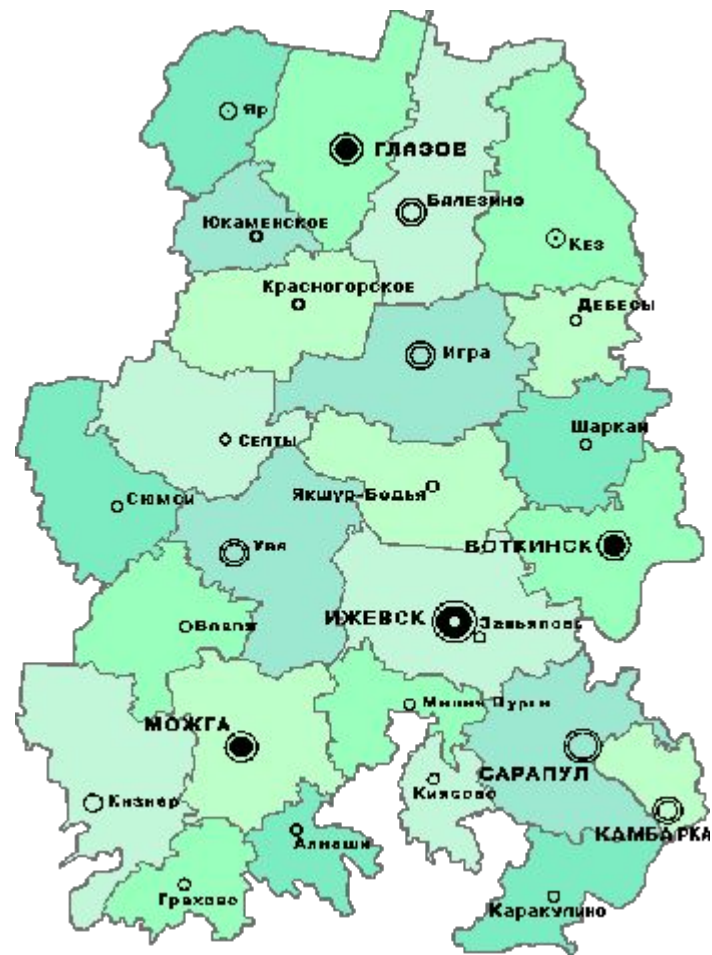 Яр
ГЛАЗОВ
Балезино
Юкаменское
Кез
Красногорское
Дебесы
Игра
Шаркан
Селты
Якшур-Бодья
Сюмси
ВОТКИНСК
Ува
ИЖЕВСК
Завьялово
Вавож
Малая Пурга
МОЖГА
САРАПУЛ
Киясово
Кизнер
КАМБАРКА
Алнаши
Грахово
Каракулино